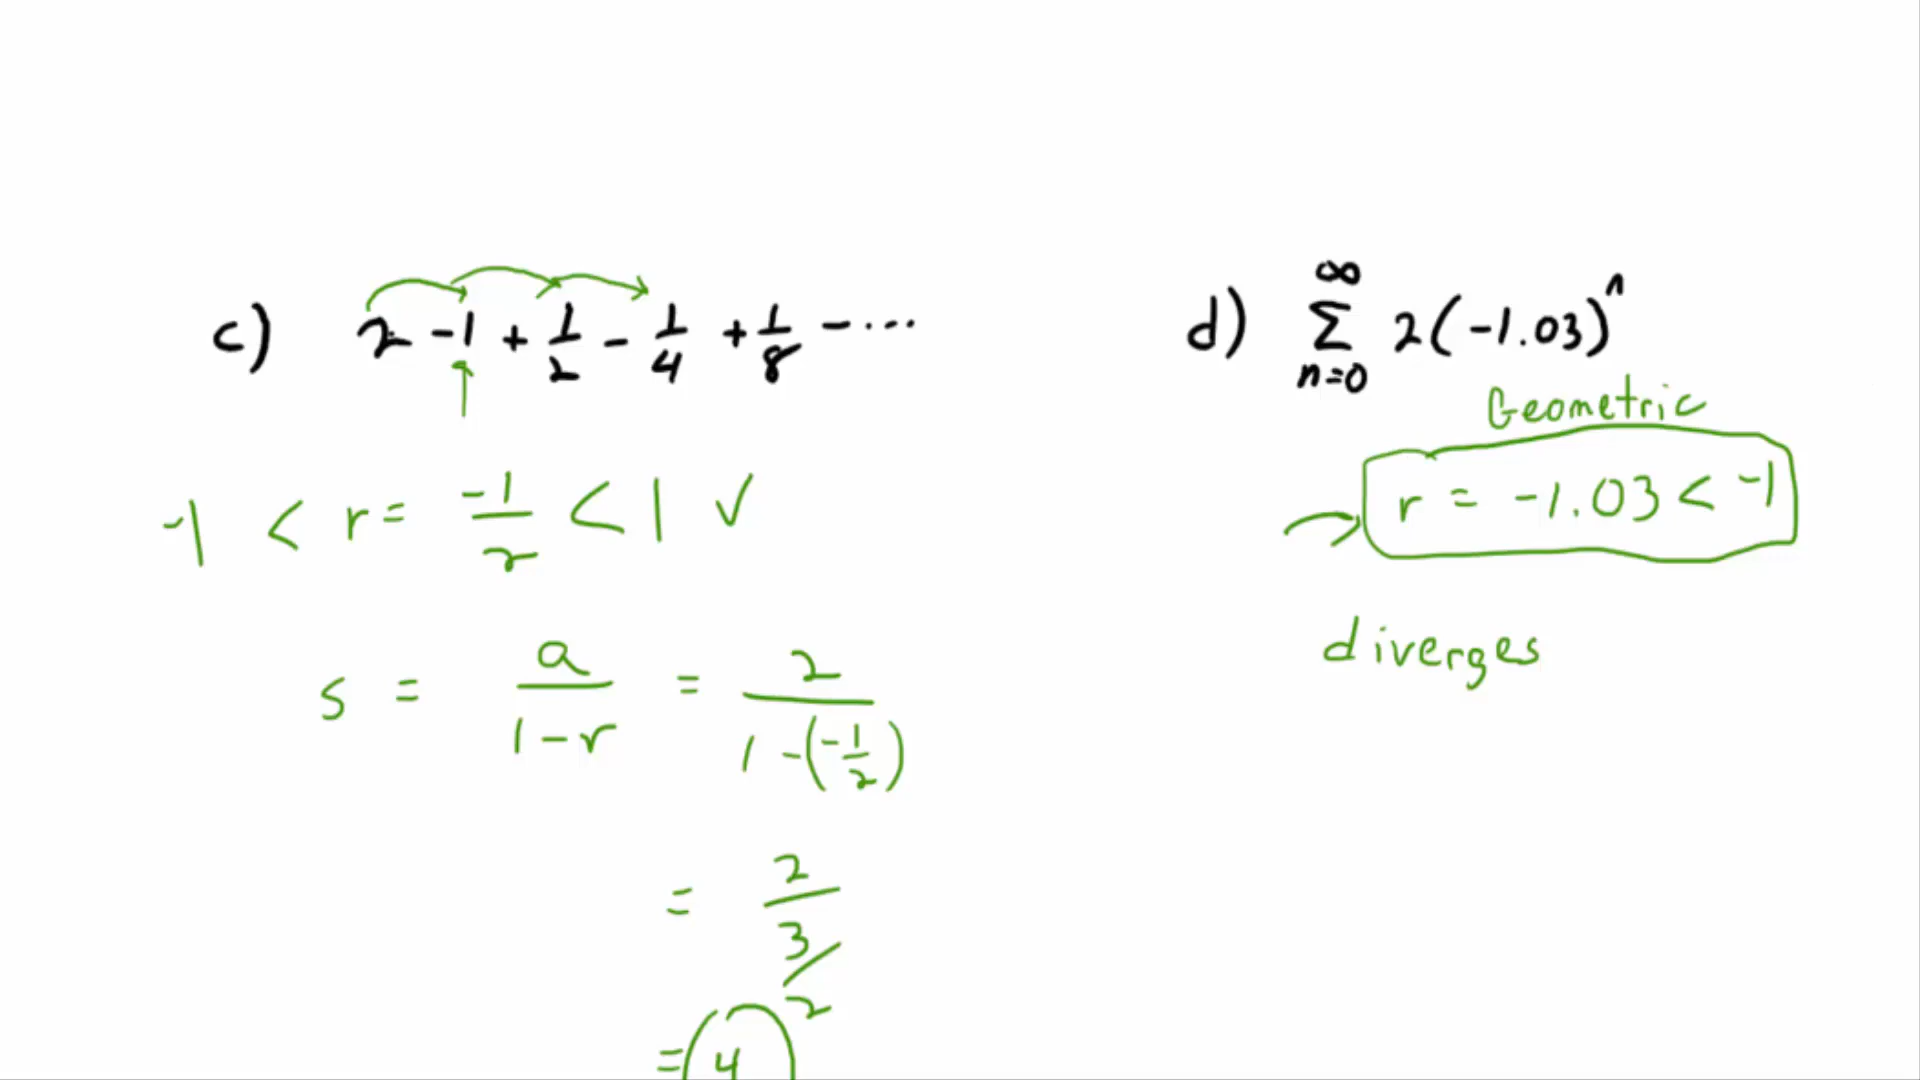 c) 2 - 1 + 1/2 - 1/4 + 1/8 - ...
-1 < r = -1/2 < 1 ✓
s = a/(1-r) = 2/(1-(-1/2))
= 2/(3/2)
= 4
d) ∞ Σ n=0 2(-1.03)^n
Geometric
r = -1.03 < -1
diverges